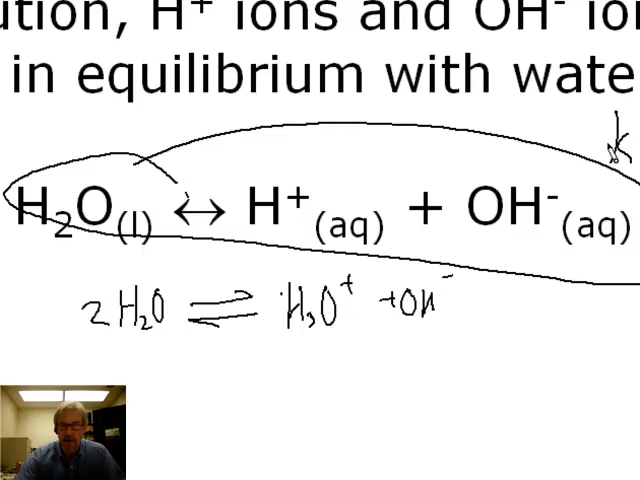 ution, H⁺ ions and OH⁻ ion
in equilibrium with wate
H₂O₍l₎ ↔ H⁺₍aq₎ + OH⁻₍aq₎
2H₂O ⇌ H₃O⁺ + OH⁻